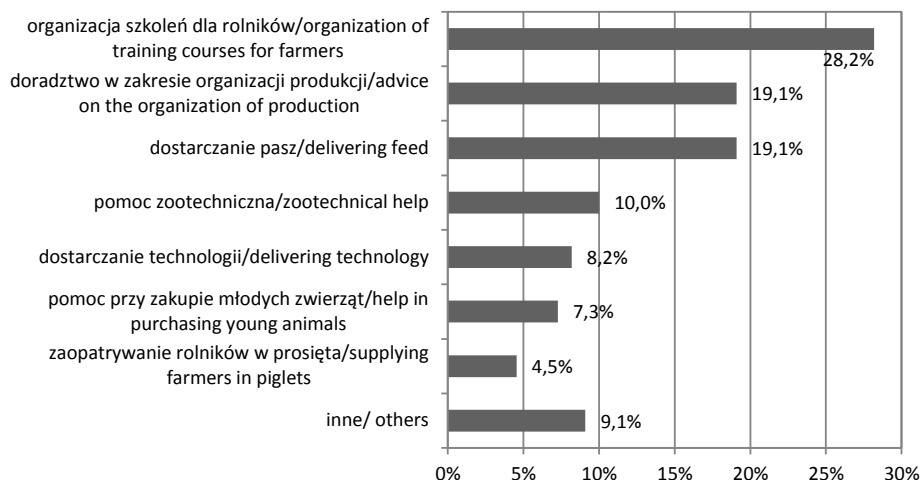 organizacja szkoleń dla rolników/organization of
training courses for farmers
28,2%
doradztwo w zakresie organizacji produkcji/advice
on the organization of production
19,1%
dostarczanie pasz/delivering feed
19,1%
pomoc zootechniczna/zootechnical help
10,0%
dostarczanie technologii/delivering technology
8,2%
pomoc przy zakupie młodych zwierząt/help in
purchasing young animals
7,3%
zaopatrywanie rolników w prosięta/supplying
farmers in piglets
4,5%
inne/ others
9,1%
0% 5% 10% 15% 20% 25% 30%